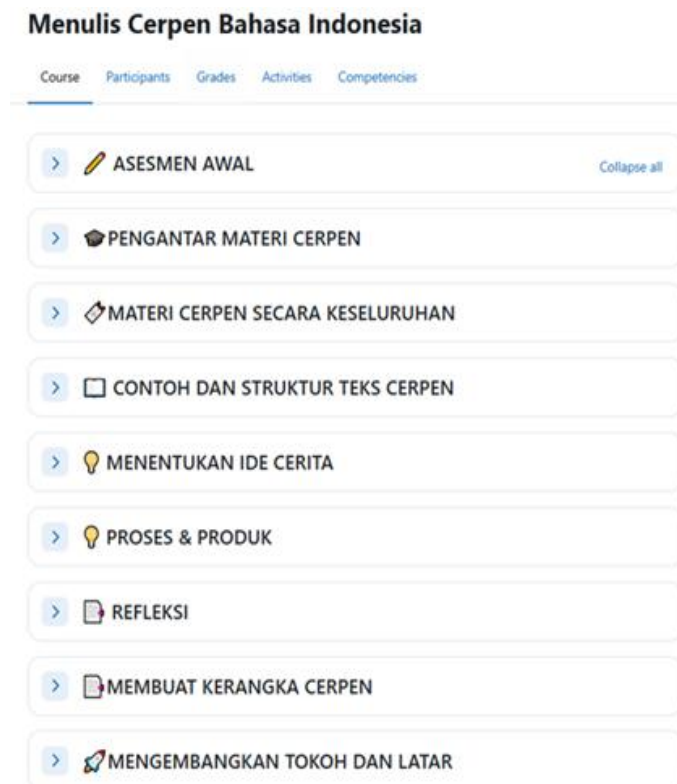 Menulis Cerpen Bahasa Indonesia
Course Participants Grades Activities Competencies
ASESMEN AWAL Collapse all
PENGANTAR MATERI CERPEN
MATERI CERPEN SECARA KESELURUHAN
CONTOH DAN STRUKTUR TEKS CERPEN
MENENTUKAN IDE CERITA
PROSES & PRODUK
REFLEKSI
MEMBUAT KERANGKA CERPEN
MENGEMBANGKAN TOKOH DAN LATAR